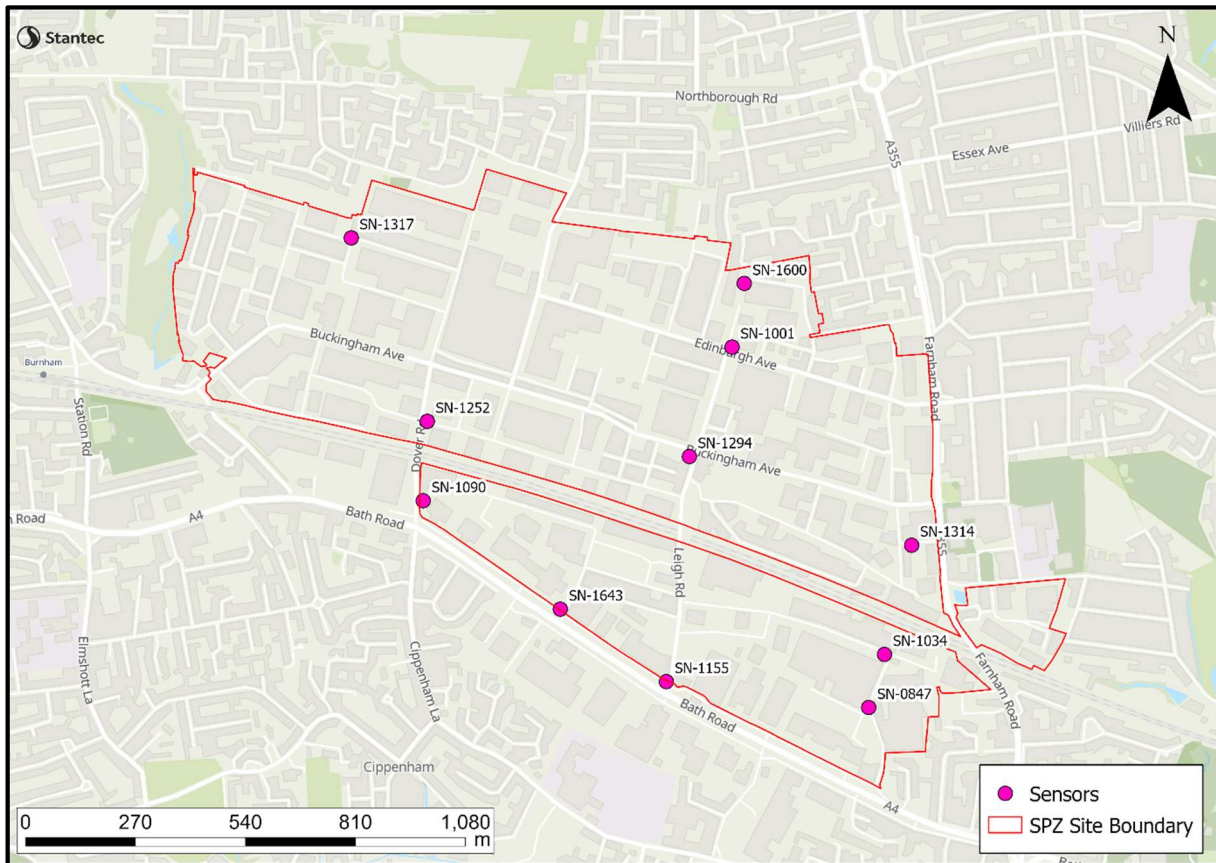 Stantec
N
Northborough Rd
Villiers Rd
Essex Ave
A355
SN-1317
SN-1600
SN-1001
Edinburgh Ave
Buckingham Ave
Farnham Road
Burnham
Station Rd
SN-1252
Dover Rd
SN-1294
Buckingham Ave
SN-1090
A4
Bath Road
SN-1314
Leigh Rd
SN-1643
Elmshott La
Cippenham La
SN-1034
SN-1155
SN-0847
Farnham Road
Bath Road
Cippenham
A4
Sensors
SPZ Site Boundary
0 270 540 810 1,080
m